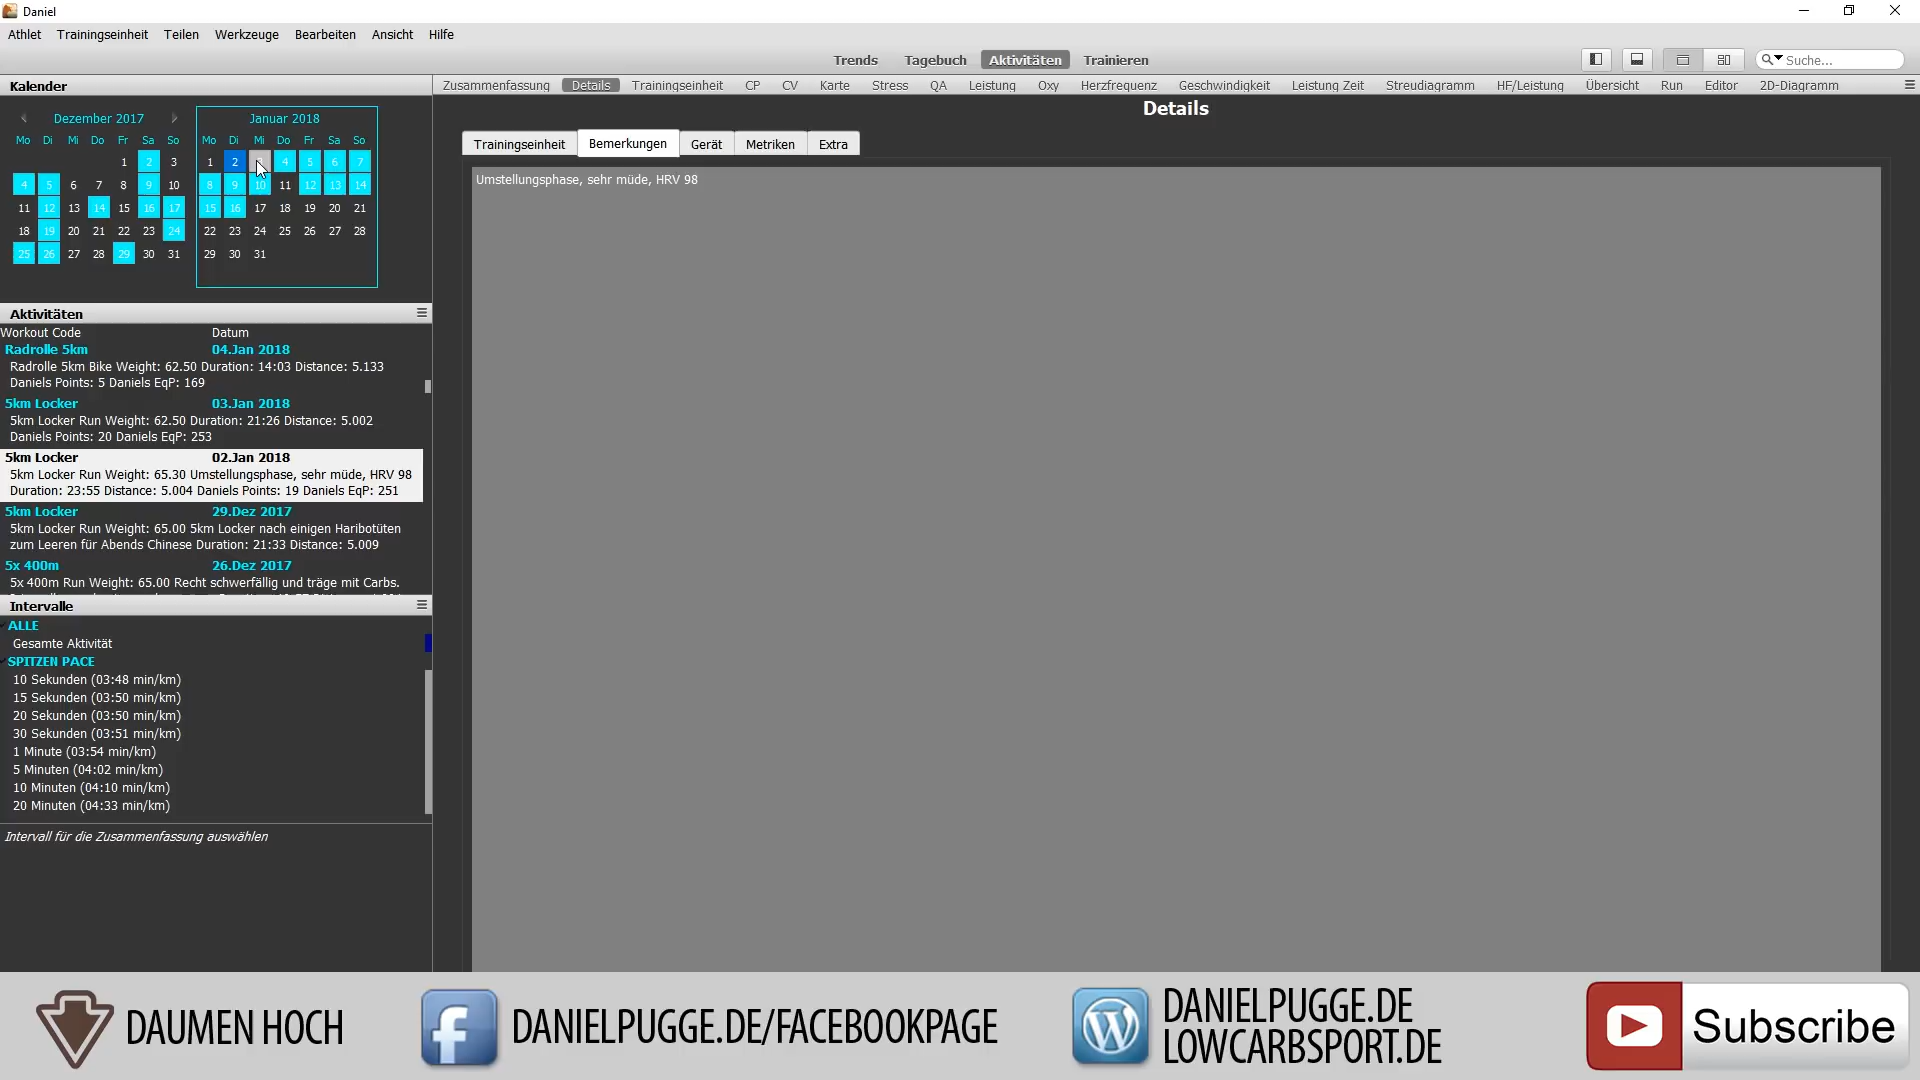 Daniel
Athlet Trainingseinheit Teilen Werkzeuge Bearbeiten Ansicht Hilfe
Trends Tagebuch Aktivitäten Trainieren
Suche...
Kalender
Zusammenfassung Details Trainingseinheit CP CV Karte Stress QA Leistung Oxy Herzfrequenz Geschwindigkeit Leistung Zeit Streudiagramm HF/Leistung Übersicht Run Editor 2D-Diagramm
Details
Dezember 2017
Mo Di Mi Do Fr Sa So
1 2 3
4 5 6 7 8 9 10
11 12 13 14 15 16 17
18 19 20 21 22 23 24
25 26 27 28 29 30 31
Januar 2018
Mo Di Mi Do Fr Sa So
1 2 3 4 5 6 7
8 9 10 11 12 13 14
15 16 17 18 19 20 21
22 23 24 25 26 27 28
29 30 31
Trainingseinheit Bemerkungen Gerät Metriken Extra
Umstellungsphase, sehr müde, HRV 98
Aktivitäten
Workout Code Datum
Radrolle 5km 04.Jan 2018
Radrolle 5km Bike Weight: 62.50 Duration: 14:03 Distance: 5.133
Daniels Points: 5 Daniels EqP: 169
5km Locker 03.Jan 2018
5km Locker Run Weight: 62.50 Duration: 21:26 Distance: 5.002
Daniels Points: 20 Daniels EqP: 253
5km Locker 02.Jan 2018
5km Locker Run Weight: 65.30 Umstellungsphase, sehr müde, HRV 98
Duration: 23:55 Distance: 5.004 Daniels Points: 19 Daniels EqP: 251
5km Locker 29.Dez 2017
5km Locker Run Weight: 65.00 5km Locker nach einigen Haribotüten
zum Leeren für Abends Chinese Duration: 21:33 Distance: 5.009
5x 400m 26.Dez 2017
5x 400m Run Weight: 65.00 Recht schwerfällig und träge mit Carbs.
Intervalle
ALLE
Gesamte Aktivität
SPITZEN PACE
10 Sekunden (03:48 min/km)
15 Sekunden (03:50 min/km)
20 Sekunden (03:50 min/km)
30 Sekunden (03:51 min/km)
1 Minute (03:54 min/km)
5 Minuten (04:02 min/km)
10 Minuten (04:10 min/km)
20 Minuten (04:33 min/km)
Intervall für die Zusammenfassung auswählen
DAUMEN HOCH
DANIELPUGGE.DE/FACEBOOKPAGE
DANIELPUGGE.DE
LOWCARBSPORT.DE
Subscribe